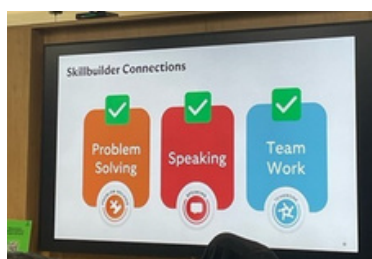 Skillbuilder Connections
Problem
Solving
Speaking
Team
Work